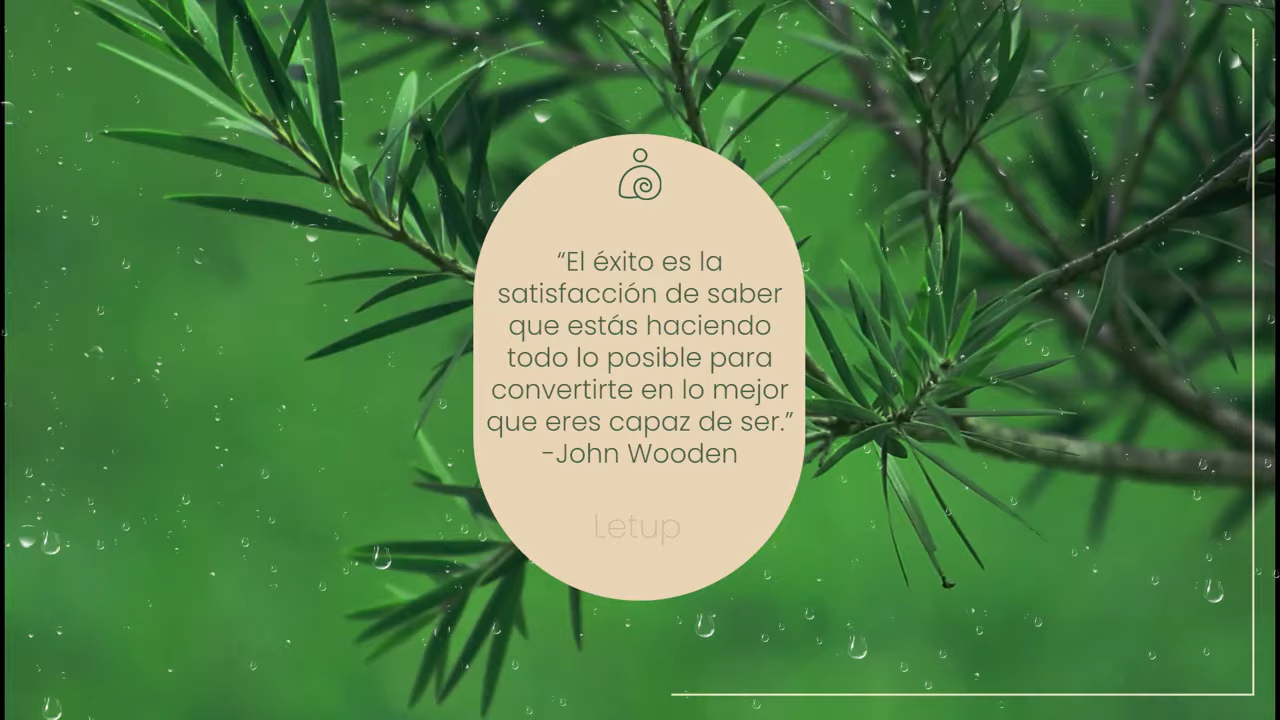 “El éxito es la
satisfacción de saber
que estás haciendo
todo lo posible para
convertirte en lo mejor
que eres capaz de ser.”
-John Wooden
Letup